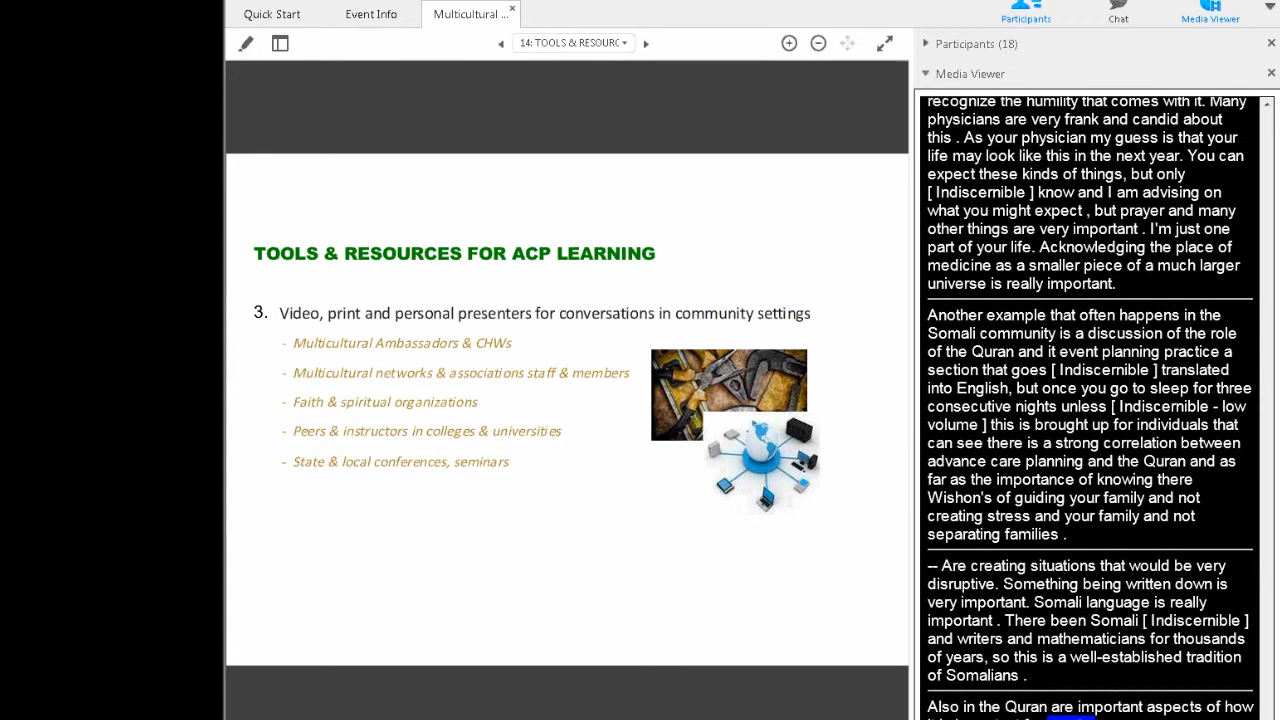 Quick Start
Event Info
Multicultural ...
Participants
Chat
Media Viewer
14: TOOLS & RESOURC
Participants (18)
Media Viewer
TOOLS & RESOURCES FOR ACP LEARNING
3. Video, print and personal presenters for conversations in community settings
- Multicultural Ambassadors & CHWs
- Multicultural networks & associations staff & members
- Faith & spiritual organizations
- Peers & instructors in colleges & universities
- State & local conferences, seminars
recognize the humility that comes with it. Many
physicians are very frank and candid about
this . As your physician my guess is that your
life may look like this in the next year. You can
expect these kinds of things, but only
[ Indiscernible ] know and I am advising on
what you might expect , but prayer and many
other things are very important . I'm just one
part of your life. Acknowledging the place of
medicine as a smaller piece of a much larger
universe is really important.
Another example that often happens in the
Somali community is a discussion of the role
of the Quran and it event planning practice a
section that goes [ Indiscernible ] translated
into English, but once you go to sleep for three
consecutive nights unless [ Indiscernible - low
volume ] this is brought up for individuals that
can see there is a strong correlation between
advance care planning and the Quran and as
far as the importance of knowing there
Wishon's of guiding your family and not
creating stress and your family and not
separating families .
-- Are creating situations that would be very
disruptive. Something being written down is
very important. Somali language is really
important . There been Somali [ Indiscernible ]
and writers and mathematicians for thousands
of years, so this is a well-established tradition
of Somalians .
Also in the Quran are important aspects of how